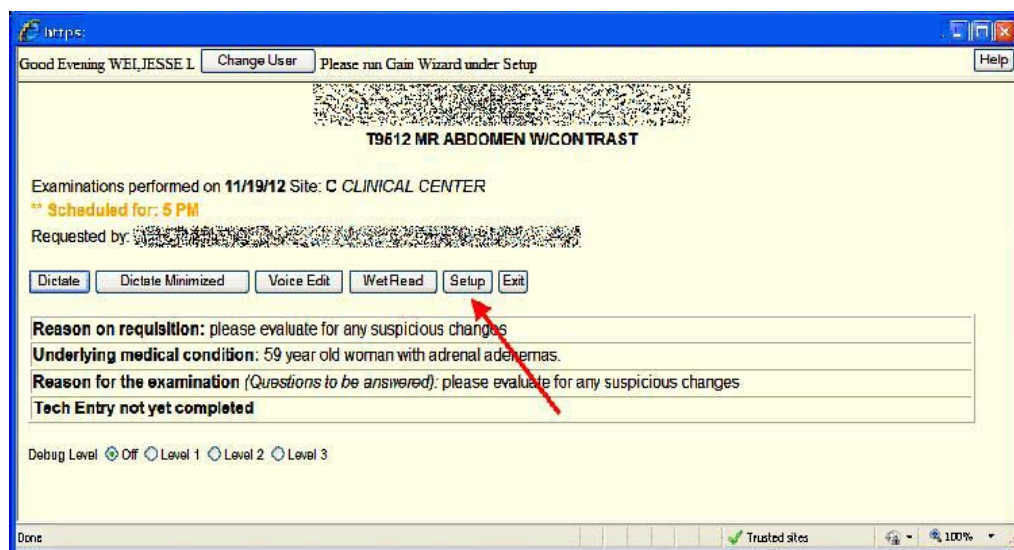 https:
Good Evening WEI,JESSE L Change User Please run Gain Wizard under Setup Help
T9512 MR ABDOMEN W/CONTRAST
Examinations performed on 11/19/12 Site: C CLINICAL CENTER
** Scheduled for: 5 PM
Requested by:
Dictate Dictate Minimized Voice Edit WetRead Setup Exit
Reason on requisition: please evaluate for any suspicious changes
Underlying medical condition: 59 year old woman with adrenal adenomas.
Reason for the examination (Questions to be answered): please evaluate for any suspicious changes
Tech Entry not yet completed
Debug Level Off Level 1 Level 2 Level 3
Done Trusted sites 100%